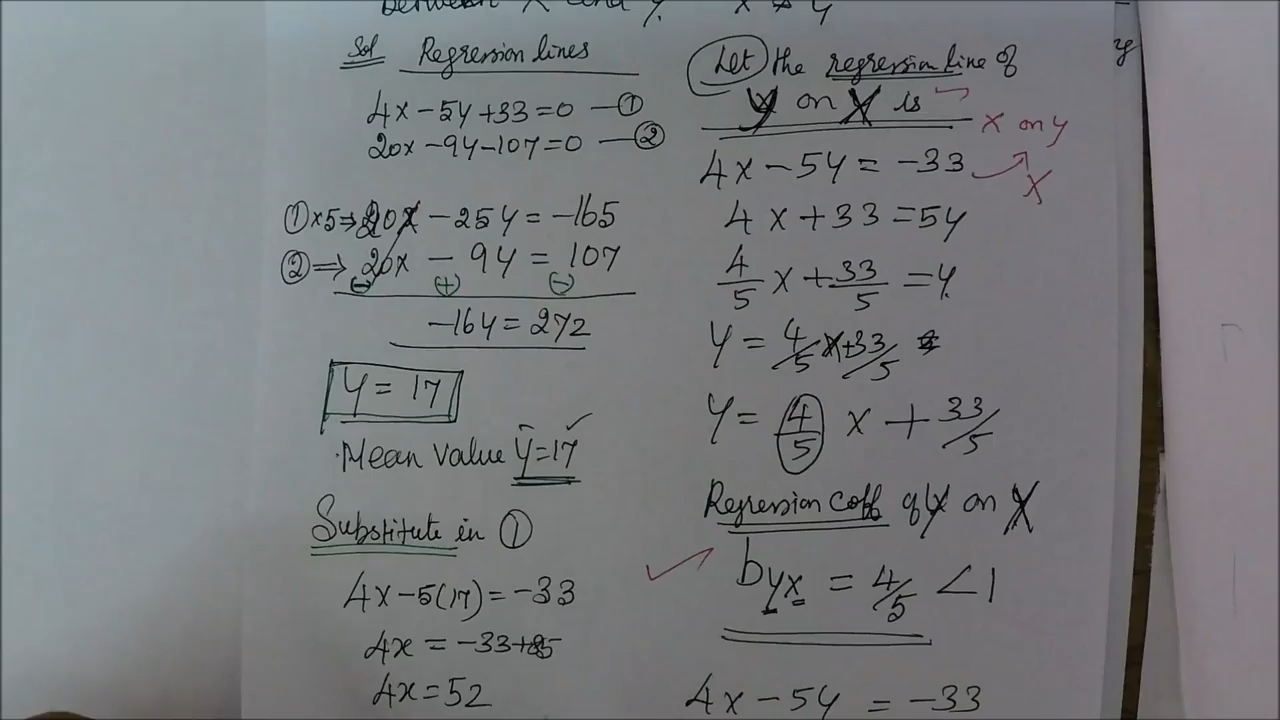 between X and Y. X & Y
Sol Regression lines
4x - 5y + 33 = 0 — ①
20x - 9y - 107 = 0 — ②
① x5 ⇒ 20x - 25y = -165
② ⇒ 20x - 9y = 107
(-) (+) (-)
-16y = 272
y = 17
Mean value y̅ = 17 ✓
Substitute in ①
4x - 5(17) = -33
4x = -33 + 85
4x = 52
Let the regression line of
y on X is
x on y
4x - 5y = -33
X
4x + 33 = 5y
4/5 x + 33/5 = y
y = 4/5 x + 33/5
y = 4/5 x + 33/5
Regression Coff of y on X
✓ byx = 4/5 < 1
4x - 5y = -33
y